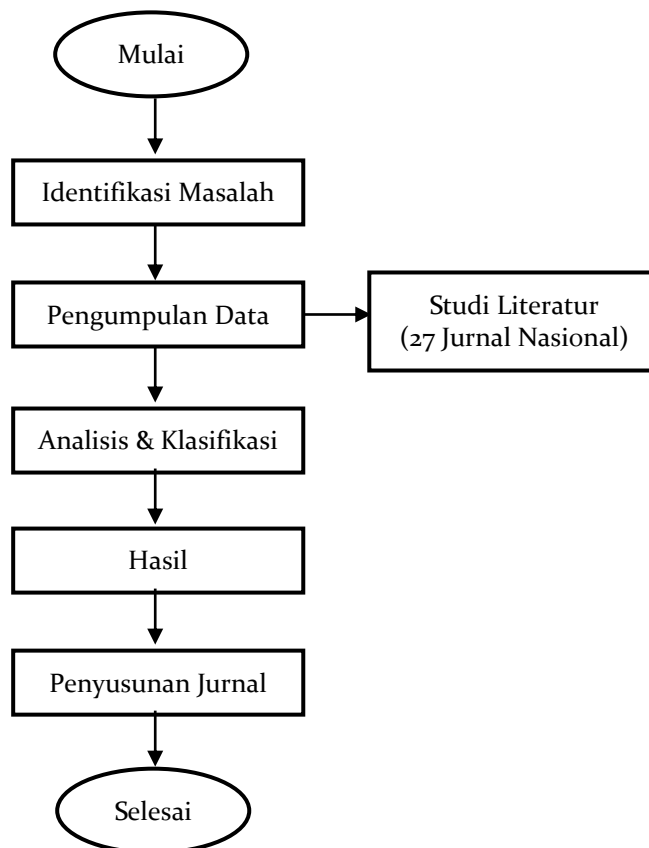 Mulai
Identifikasi Masalah
Pengumpulan Data
Studi Literatur
(27 Jurnal Nasional)
Analisis & Klasifikasi
Hasil
Penyusunan Jurnal
Selesai